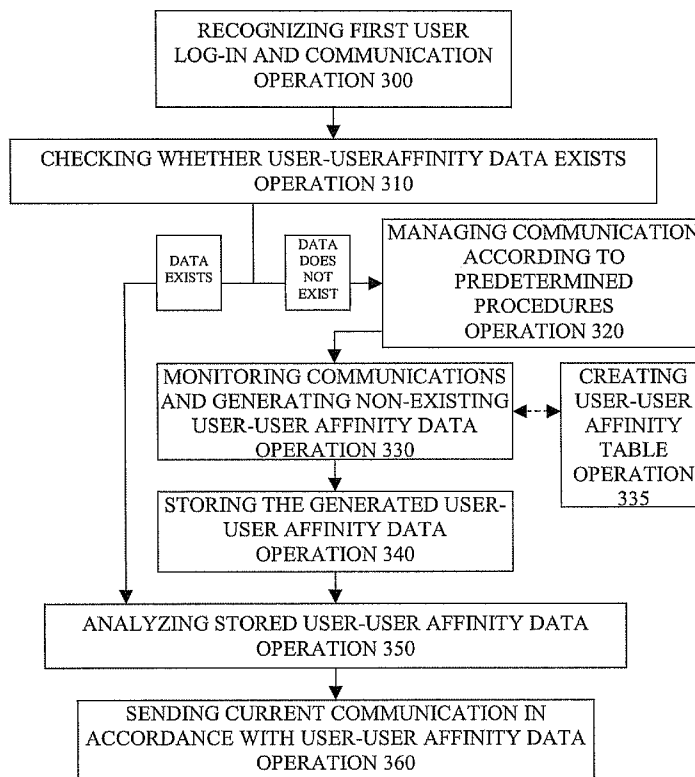 RECOGNIZING FIRST USER
LOG-IN AND COMMUNICATION
OPERATION 300
CHECKING WHETHER USER-USERAFFINITY DATA EXISTS
OPERATION 310
DATA
EXISTS
DATA
DOES
NOT
EXIST
MANAGING COMMUNICATION
ACCORDING TO
PREDETERMINED
PROCEDURES
OPERATION 320
MONITORING COMMUNICATIONS
AND GENERATING NON-EXISTING
USER-USER AFFINITY DATA
OPERATION 330
CREATING
USER-USER
AFFINITY
TABLE
OPERATION
335
STORING THE GENERATED USER-
USER AFFINITY DATA
OPERATION 340
ANALYZING STORED USER-USER AFFINITY DATA
OPERATION 350
SENDING CURRENT COMMUNICATION IN
ACCORDANCE WITH USER-USER AFFINITY DATA
OPERATION 360